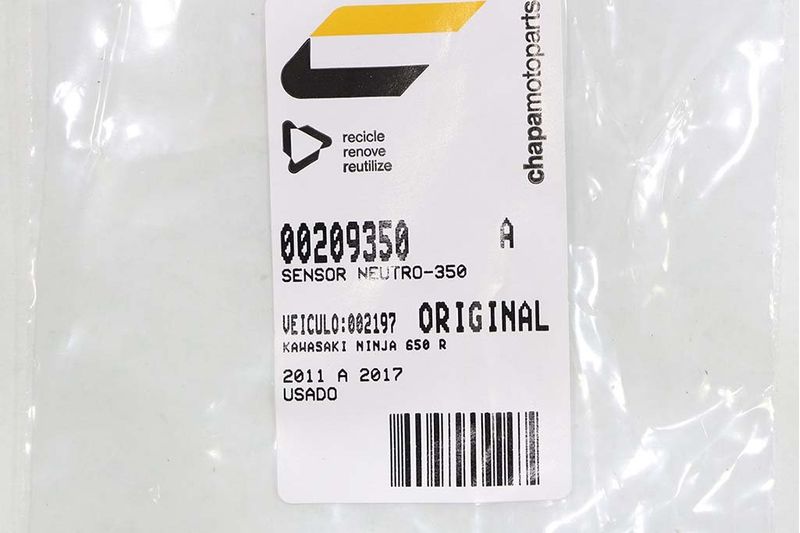 chapamotoparts
recicle
renove
reutilize
00209350 A
SENSOR NEUTRO-350
VEICULO:002197 ORIGINAL
KAWASAKI NINJA 650 R
2011 A 2017
USADO